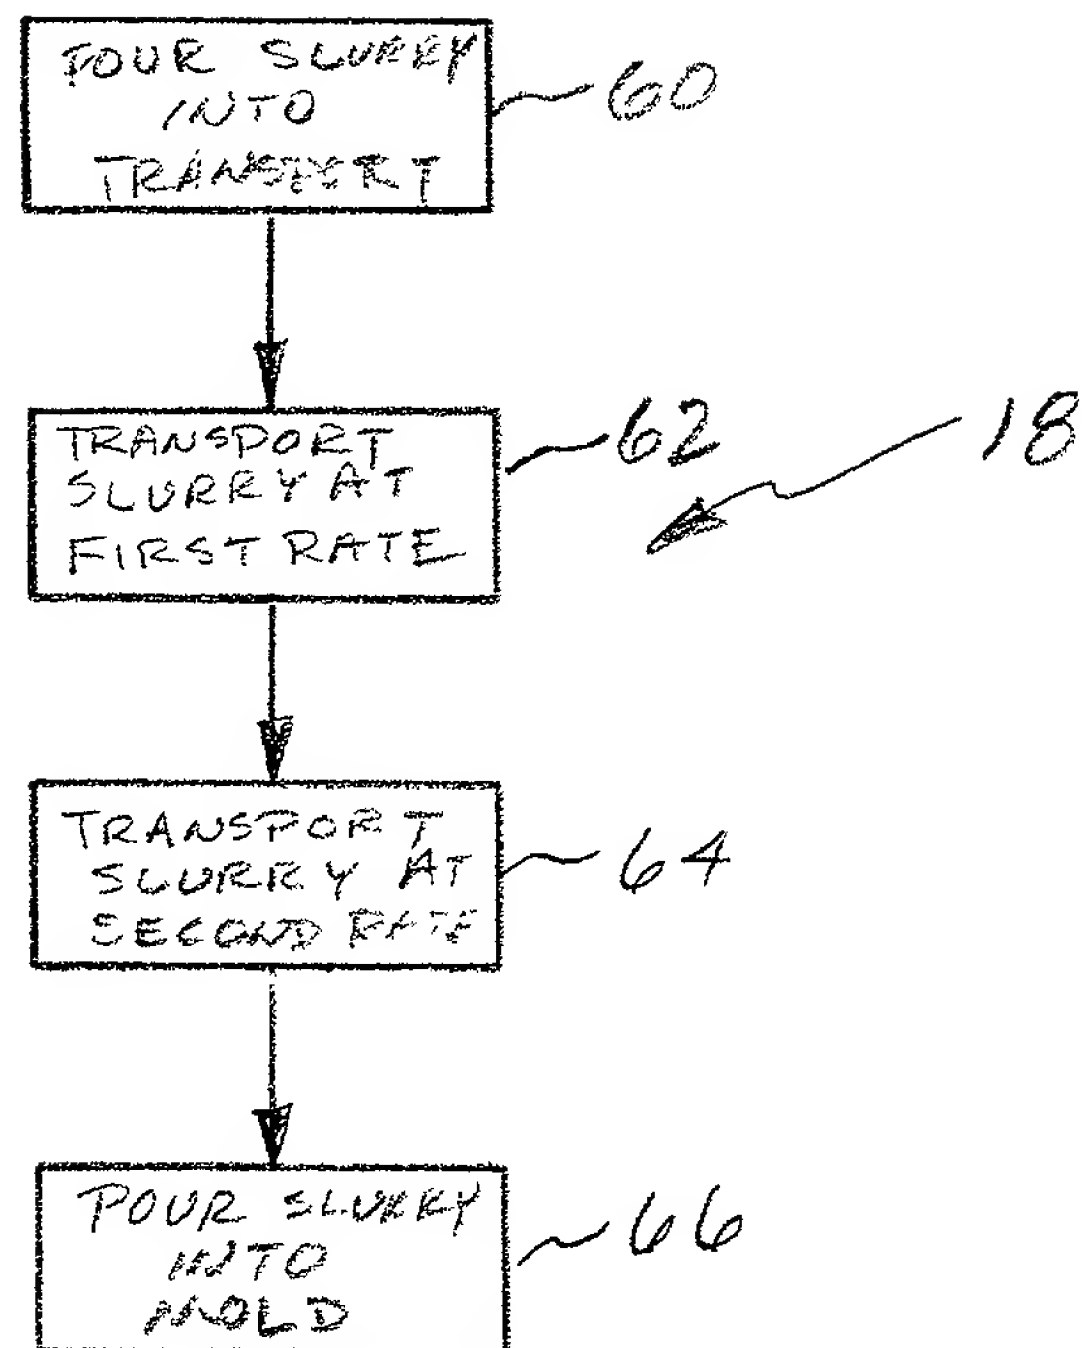 POUR SLURRY
INTO
TRANSPORT
60
TRANSPORT
SLURRY AT
FIRST RATE
62
18
TRANSPORT
SLURRY AT
SECOND RATE
64
POUR SLURRY
INTO
MOLD
66